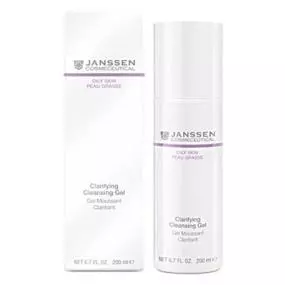 JANSSEN
COSMECEUTICAL
OILY SKIN
PEAU GRASSE
Clarifying
Cleansing Gel
Gel Moussant
Clarifiant
NET 6.7 FL. OZ. 200 ml ℮
JANSSEN
COSMECEUTICAL
OILY SKIN
PEAU GRASSE
Clarifying
Cleansing Gel
Gel Moussant
Clarifiant
NET 6.7 FL. OZ. 200 ml ℮